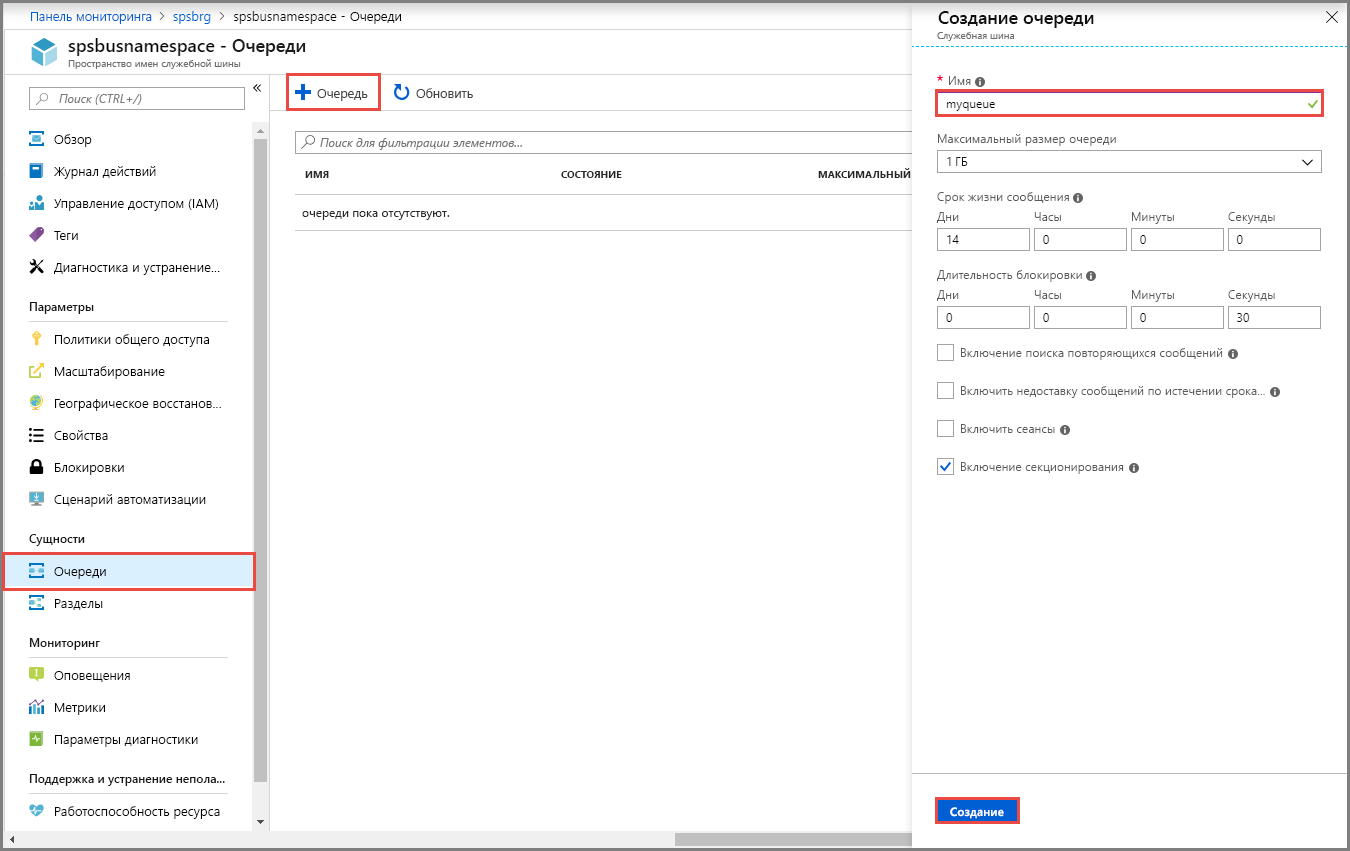 Панель мониторинга > spsbrg > spsbusnamespace - Очереди
spsbusnamespace - Очереди
Пространство имен служебной шины
Поиск (CTRL+/)
«
Обзор
Журнал действий
Управление доступом (IAM)
Теги
Диагностика и устранение...
Параметры
Политики общего доступа
Масштабирование
Географическое восстанов...
Свойства
Блокировки
Сценарий автоматизации
Сущности
Очереди
Разделы
Мониторинг
Оповещения
Метрики
Параметры диагностики
Поддержка и устранение непола...
Работоспособность ресурса
Очередь
Обновить
Поиск для фильтрации элементов...
ИМЯ СОСТОЯНИЕ МАКСИМАЛЬНЫЙ
очереди пока отсутствуют.
Создание очереди
Служебная шина
* Имя
myqueue
Максимальный размер очереди
1 ГБ
Срок жизни сообщения
Дни Часы Минуты Секунды
14 0 0 0
Длительность блокировки
Дни Часы Минуты Секунды
0 0 0 30
Включение поиска повторяющихся сообщений
Включить недоставку сообщений по истечении срока...
Включить сеансы
Включение секционирования
Создание